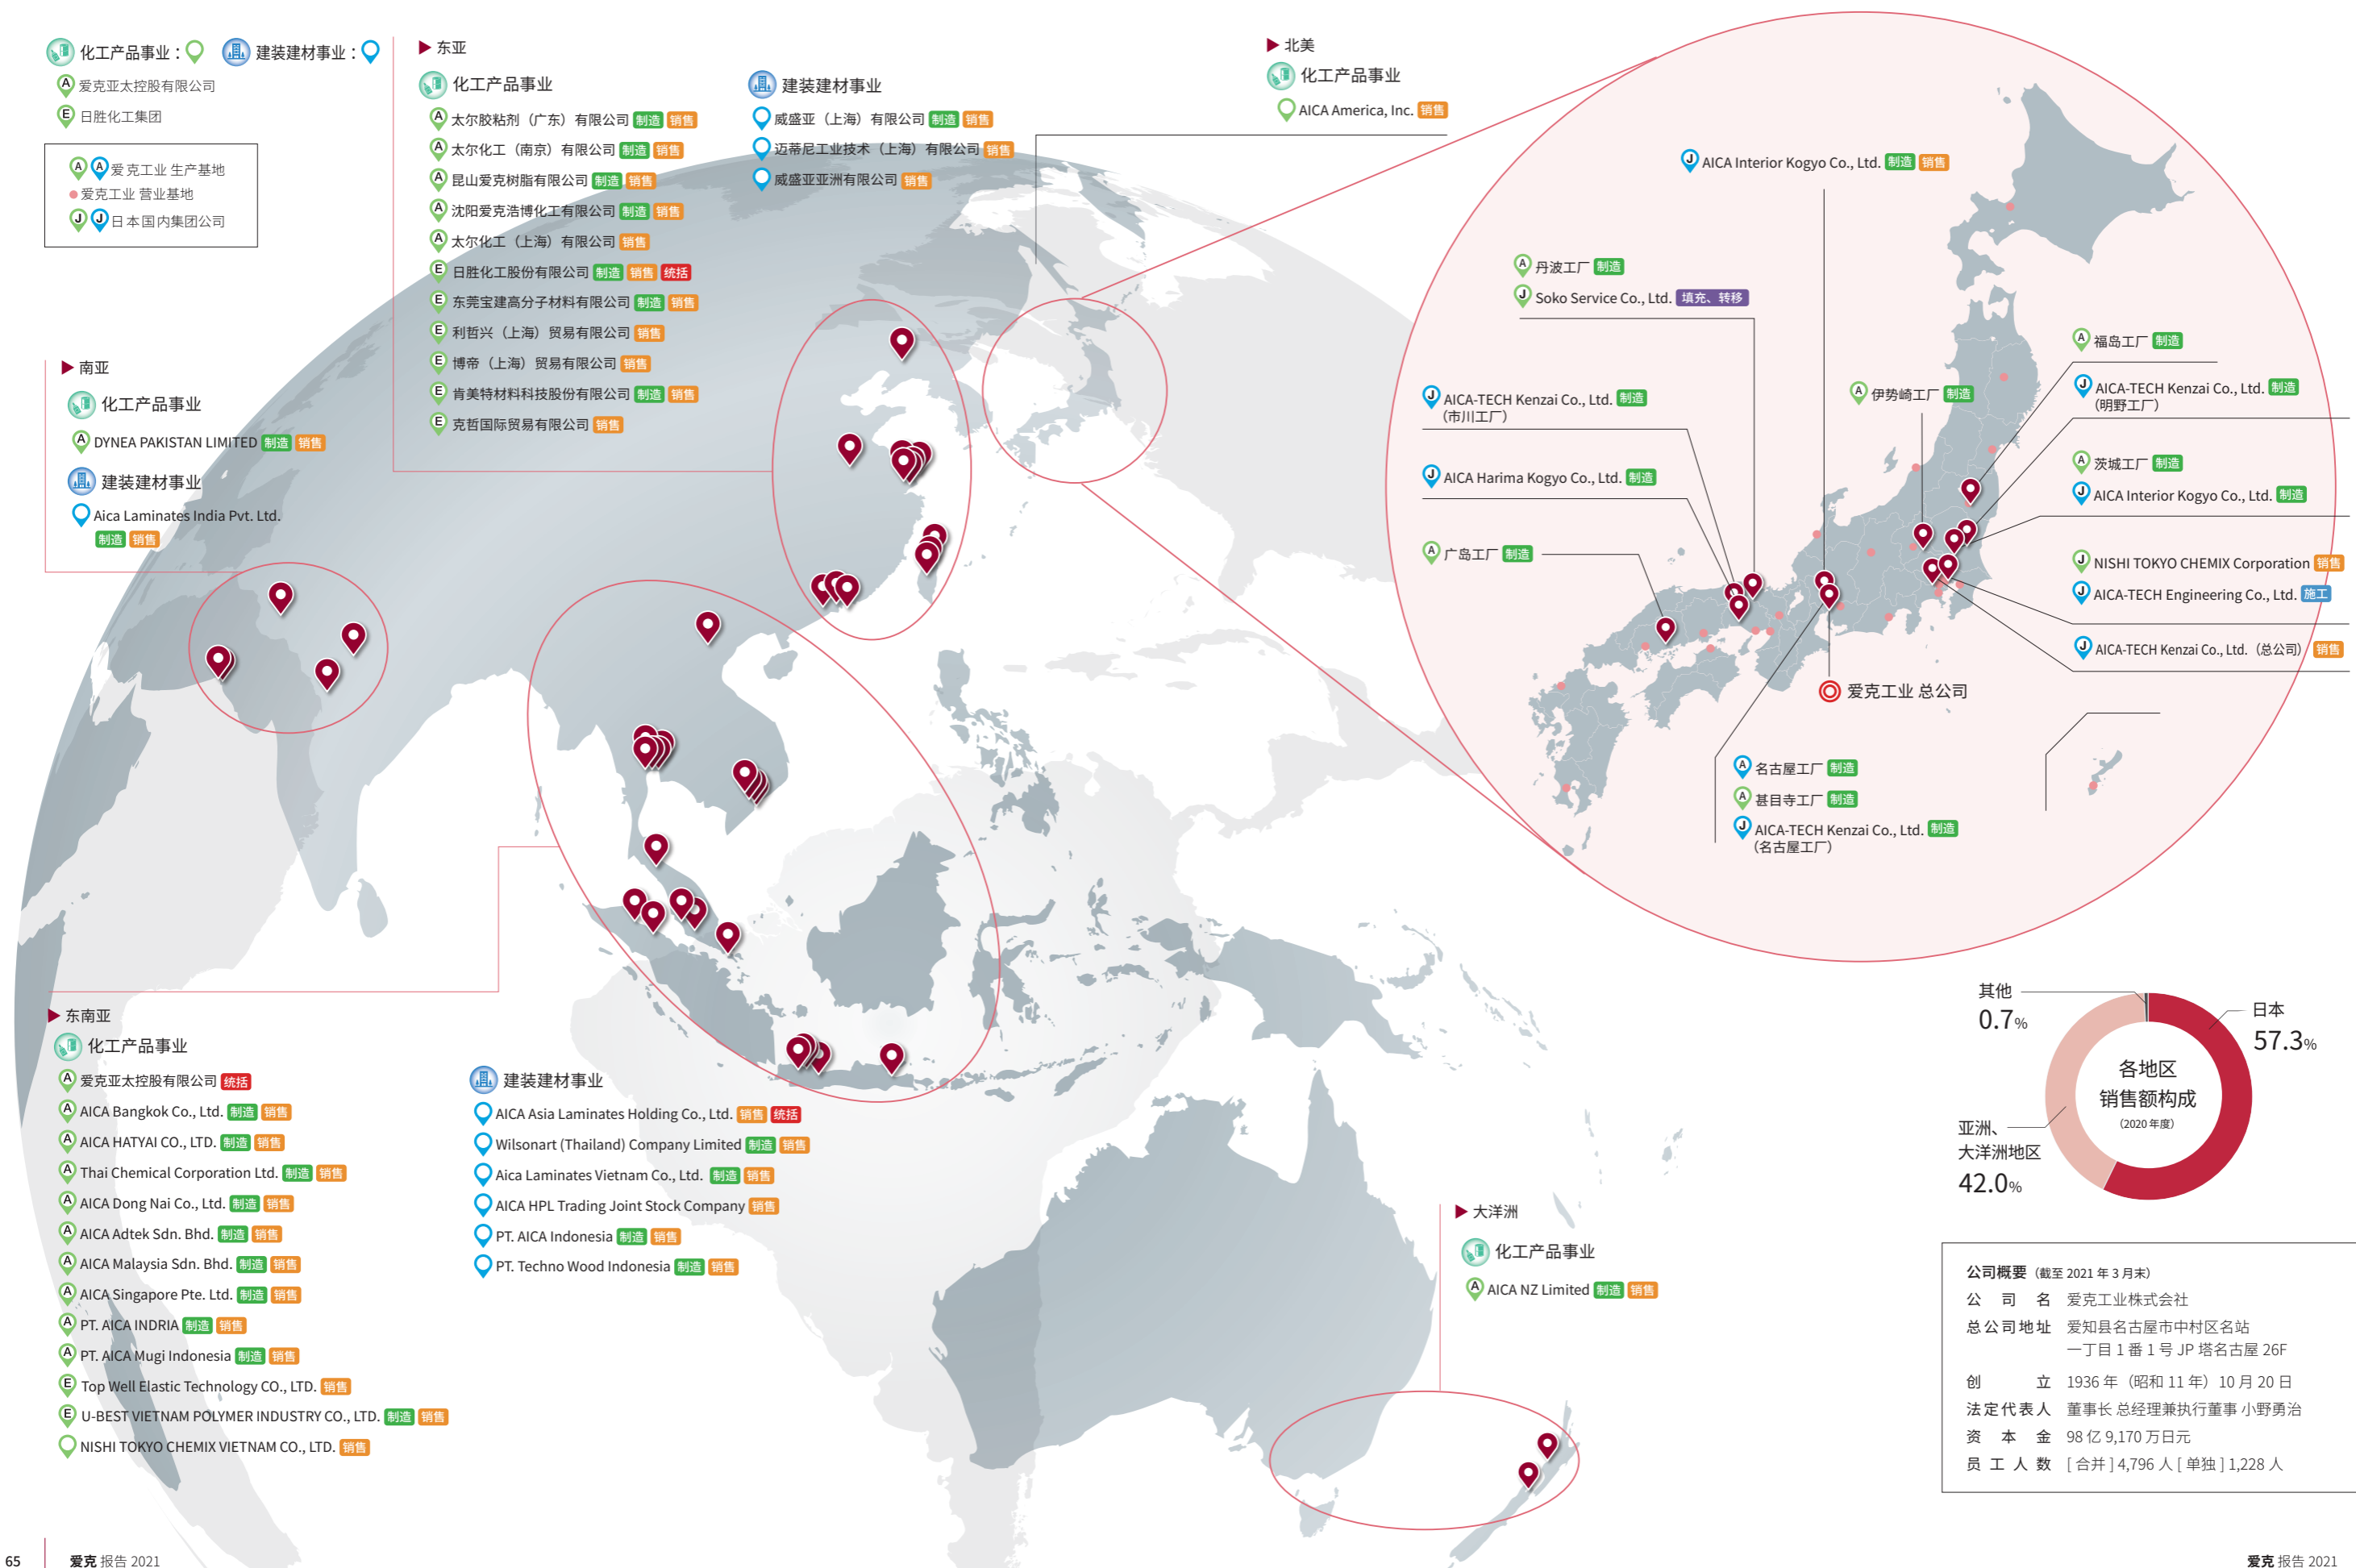 化工产品事业：
建装建材事业：
A 爱克亚太控股有限公司
E 日胜化工集团
A A 爱克工业 生产基地
爱克工业 营业基地
J J 日本国内集团公司
▶ 东亚
化工产品事业
A 太尔胶粘剂（广东）有限公司 制造 销售
A 太尔化工（南京）有限公司 制造 销售
A 昆山爱克树脂有限公司 制造 销售
A 沈阳爱克浩博化工有限公司 制造 销售
A 太尔化工（上海）有限公司 销售
E 日胜化工股份有限公司 制造 销售 统括
E 东莞宝建高分子材料有限公司 制造 销售
E 利哲兴（上海）贸易有限公司 销售
E 博帝（上海）贸易有限公司 销售
E 肯美特材料科技股份有限公司 制造 销售
E 克哲国际贸易有限公司 销售
建装建材事业
威盛亚（上海）有限公司 制造 销售
迈蒂尼工业技术（上海）有限公司 销售
威盛亚亚洲有限公司 销售
▶ 北美
化工产品事业
AICA America, Inc. 销售
▶ 南亚
化工产品事业
A DYNEA PAKISTAN LIMITED 制造 销售
建装建材事业
Aica Laminates India Pvt. Ltd.
制造 销售
J AICA Interior Kogyo Co., Ltd. 制造 销售
A 丹波工厂 制造
J Soko Service Co., Ltd. 填充、转移
J AICA-TECH Kenzai Co., Ltd. 制造
（市川工厂）
J AICA Harima Kogyo Co., Ltd. 制造
A 广岛工厂 制造
A 伊势崎工厂 制造
A 福岛工厂 制造
J AICA-TECH Kenzai Co., Ltd. 制造
（明野工厂）
A 茨城工厂 制造
J AICA Interior Kogyo Co., Ltd. 制造
J NISHI TOKYO CHEMIX Corporation 销售
J AICA-TECH Engineering Co., Ltd. 施工
J AICA-TECH Kenzai Co., Ltd.（总公司） 销售
爱克工业 总公司
A 名古屋工厂 制造
A 甚目寺工厂 制造
J AICA-TECH Kenzai Co., Ltd. 制造
（名古屋工厂）
▶ 东南亚
化工产品事业
A 爱克亚太控股有限公司 统括
A AICA Bangkok Co., Ltd. 制造 销售
A AICA HATYAI CO., LTD. 制造 销售
A Thai Chemical Corporation Ltd. 制造 销售
A AICA Dong Nai Co., Ltd. 制造 销售
A AICA Adtek Sdn. Bhd. 制造 销售
A AICA Malaysia Sdn. Bhd. 制造 销售
A AICA Singapore Pte. Ltd. 制造 销售
A PT. AICA INDRIA 制造 销售
A PT. AICA Mugi Indonesia 制造 销售
E Top Well Elastic Technology CO., LTD. 销售
E U-BEST VIETNAM POLYMER INDUSTRY CO., LTD. 制造 销售
NISHI TOKYO CHEMIX VIETNAM CO., LTD. 销售
建装建材事业
AICA Asia Laminates Holding Co., Ltd. 销售 统括
Wilsonart (Thailand) Company Limited 制造 销售
Aica Laminates Vietnam Co., Ltd. 制造 销售
AICA HPL Trading Joint Stock Company 销售
PT. AICA Indonesia 制造 销售
PT. Techno Wood Indonesia 制造 销售
▶ 大洋洲
化工产品事业
A AICA NZ Limited 制造 销售
其他
0.7%
日本
57.3%
各地区
销售额构成
（2020 年度）
亚洲、
大洋洲地区
42.0%
公司概要（截至 2021 年 3 月末）
公司名 爱克工业株式会社
总公司地址 爱知县名古屋市中村区名站
一丁目 1 番 1 号 JP 塔名古屋 26F
创立 1936 年（昭和 11 年）10 月 20 日
法定代表人 董事长 总经理兼执行董事 小野勇治
资本金 98 亿 9,170 万日元
员工人数 [ 合并 ] 4,796 人 [ 单独 ] 1,228 人
65 爱克 报告 2021
爱克 报告 2021